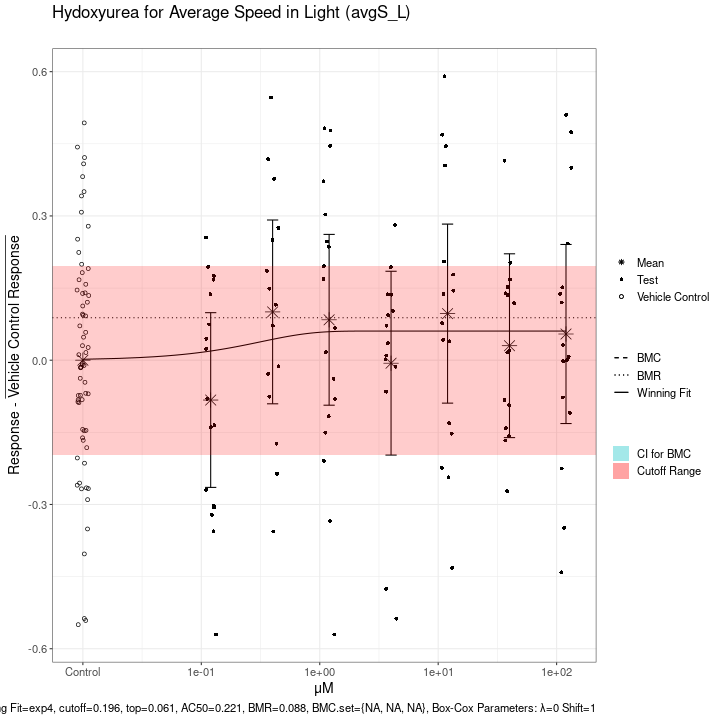 Hydoxyurea for Average Speed in Light (avgS_L)
Response - Vehicle Control Response
0.6
0.3
0.0
-0.3
-0.6
Control
1e-01
1e+00
1e+01
1e+02
μM
Mean
Test
Vehicle Control
BMC
BMR
Winning Fit
CI for BMC
Cutoff Range
Fit=exp4, cutoff=0.196, top=0.061, AC50=0.221, BMR=0.088, BMC.set={NA, NA, NA}, Box-Cox Parameters: λ=0 Shift=1